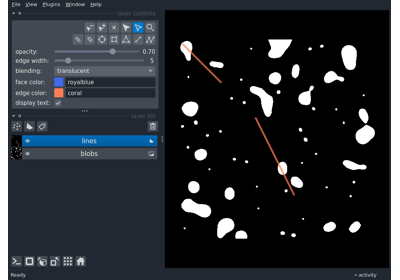 File View Plugins Window Help
layer controls
opacity: 0.70
edge width: 5
blending: translucent
face color: royalblue
edge color: coral
display text:
layer list
lines
blobs
Ready
activity